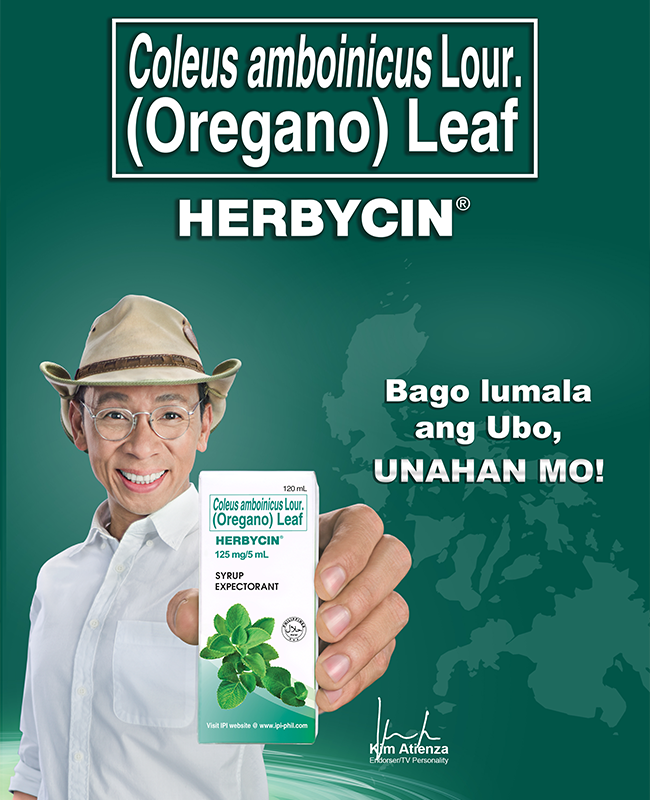 Coleus amboinicus Lour.
(Oregano) Leaf
HERBYCIN®
Bago lumala
ang Ubo,
UNAHAN MO!
120 mL
Coleus amboinicus Lour.
(Oregano) Leaf
HERBYCIN®
125 mg/5 mL
SYRUP
EXPECTORANT
Visit IPI website @ www.ipi-phil.com
Kim Atienza
Endorser/TV Personality